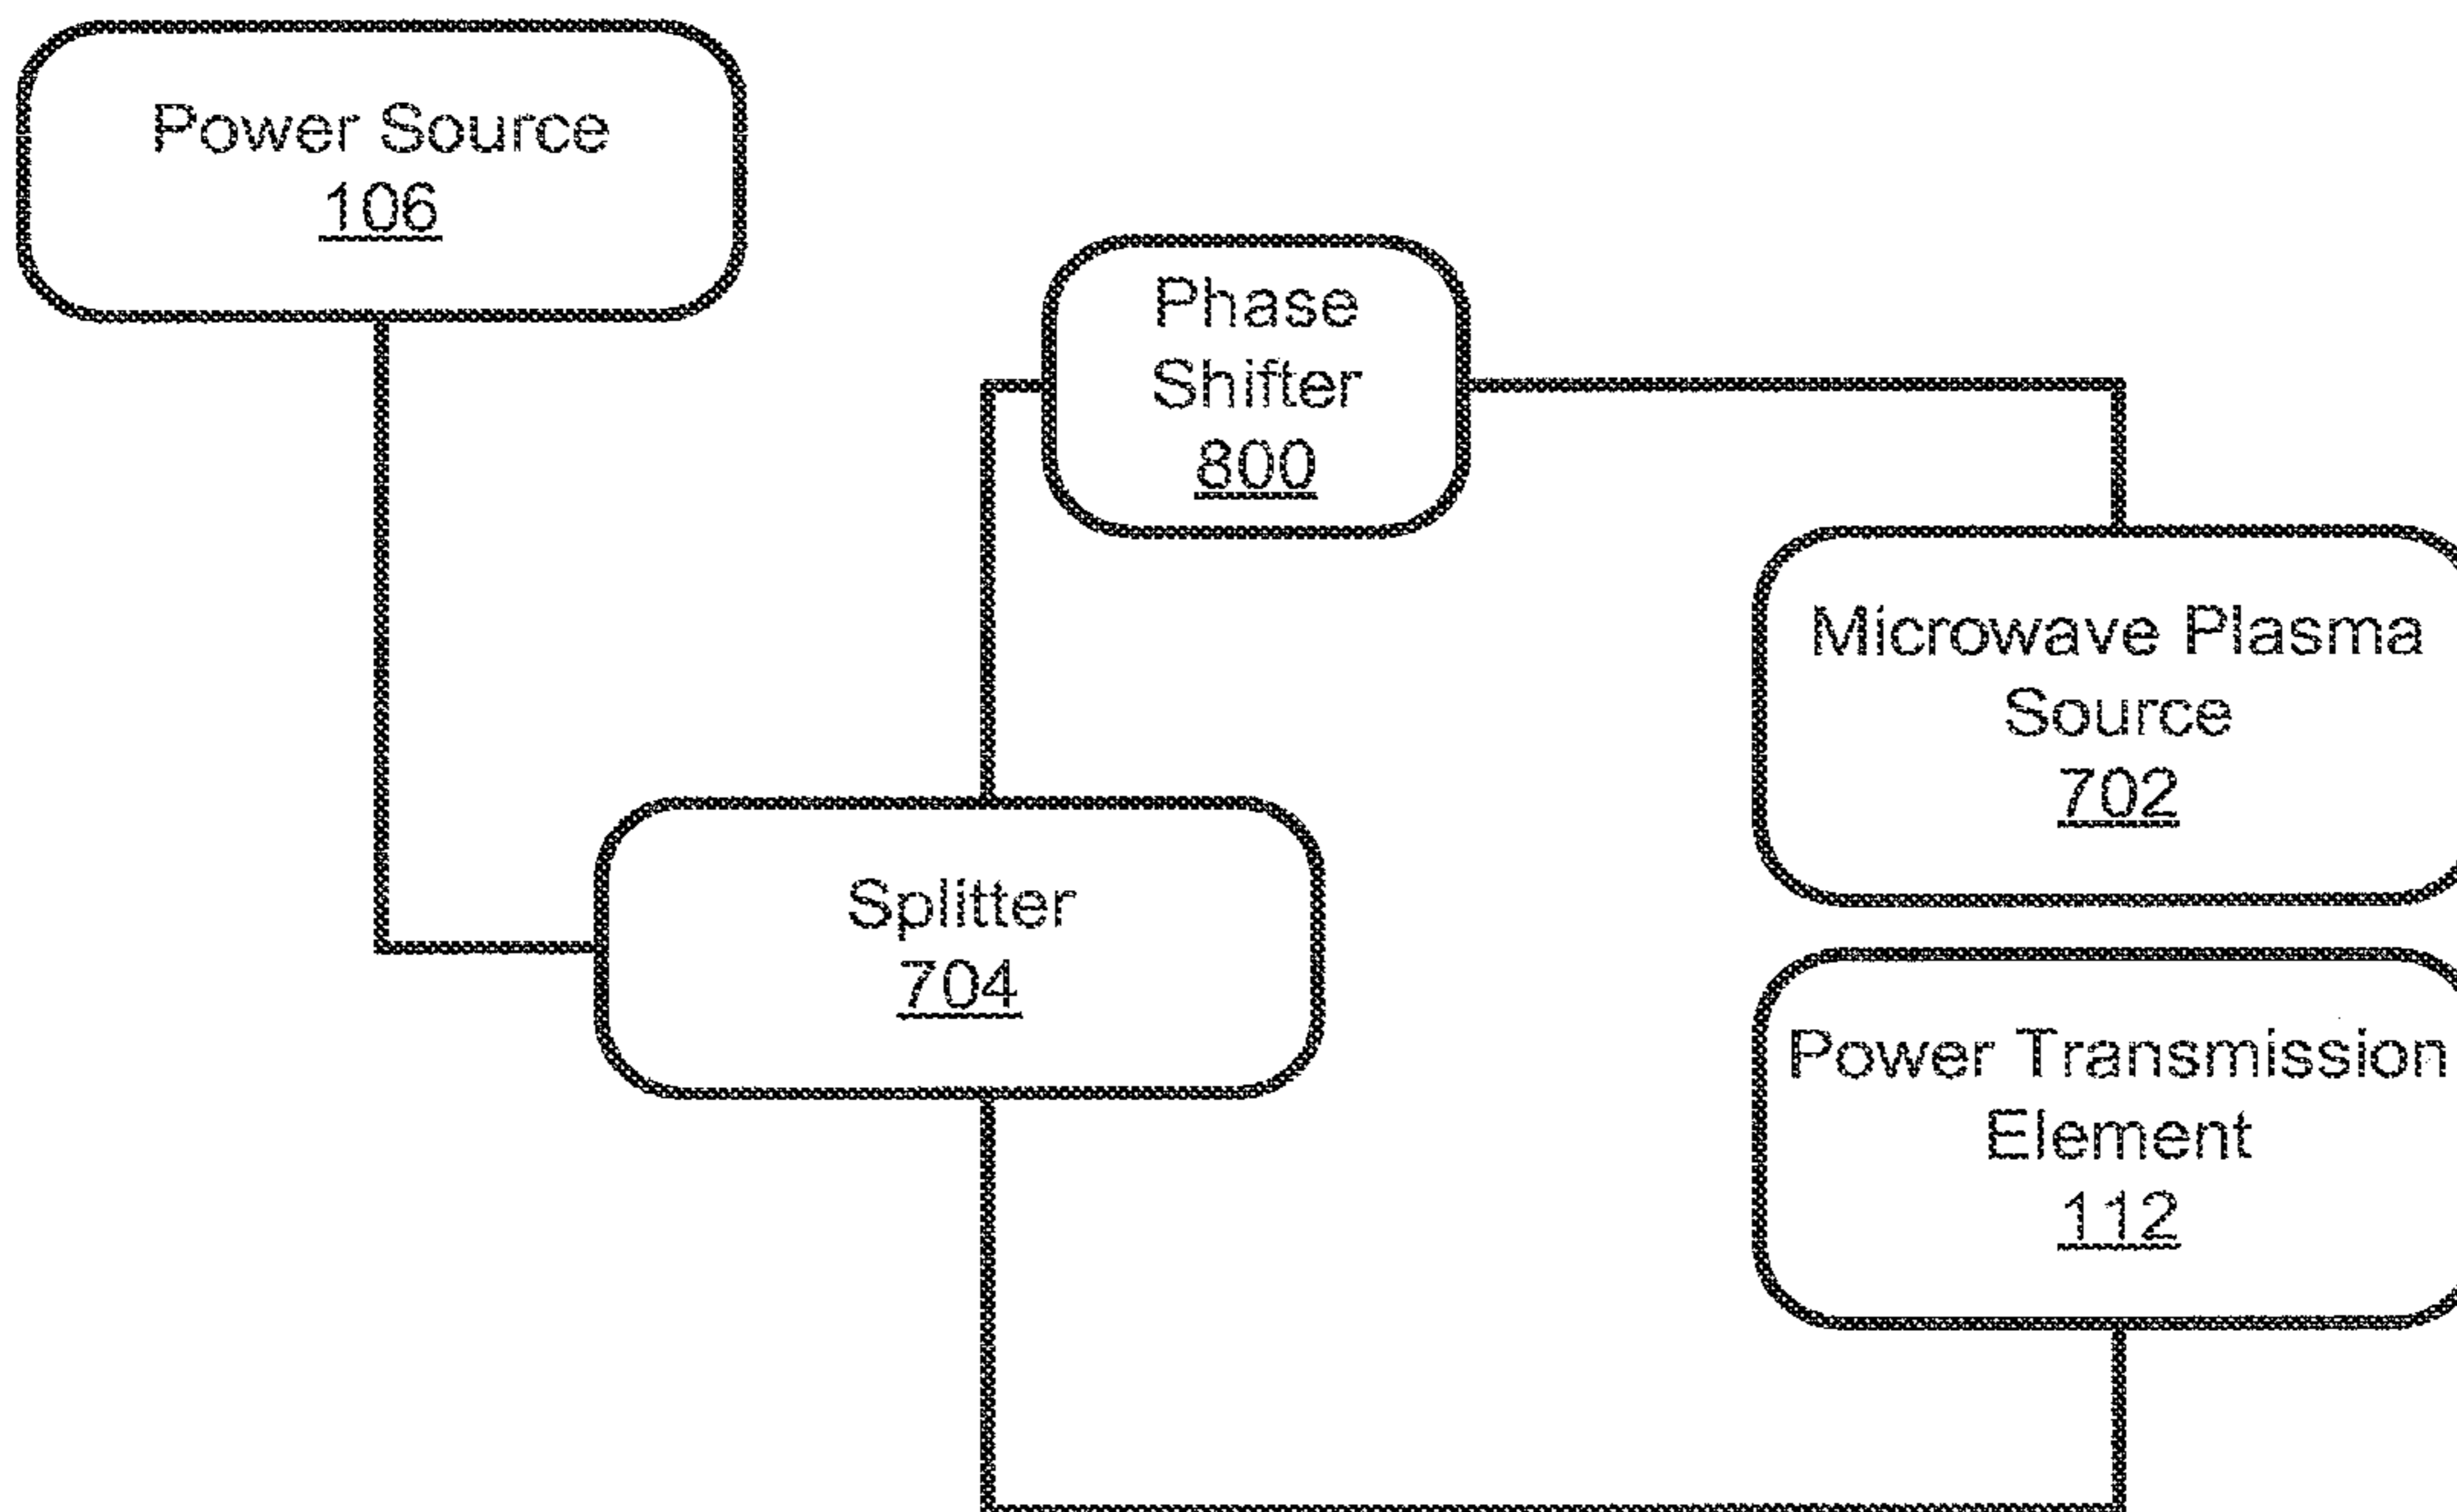 Power Source
106
Phase
Shifter
800
Microwave Plasma
Source
702
Splitter
704
Power Transmission
Element
112